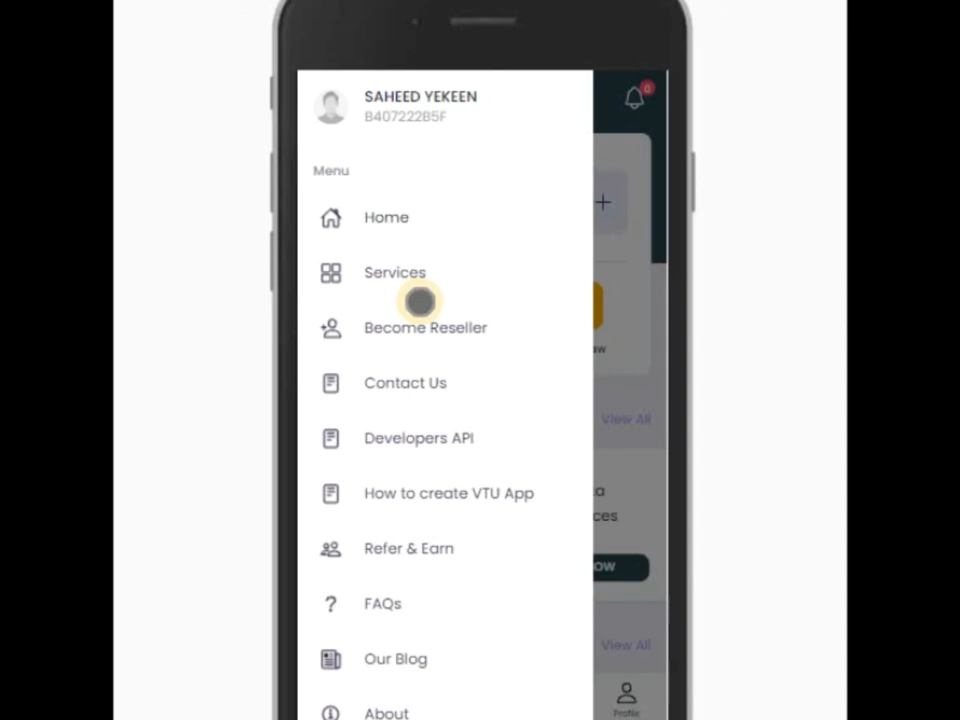 SAHEED YEKEEN
B407222B5F
0
Menu
Home
Services
Become Reseller
Contact Us
View All
Developers API
How to create VTU App
Refer & Earn
FAQs
View All
Our Blog
Profile
About